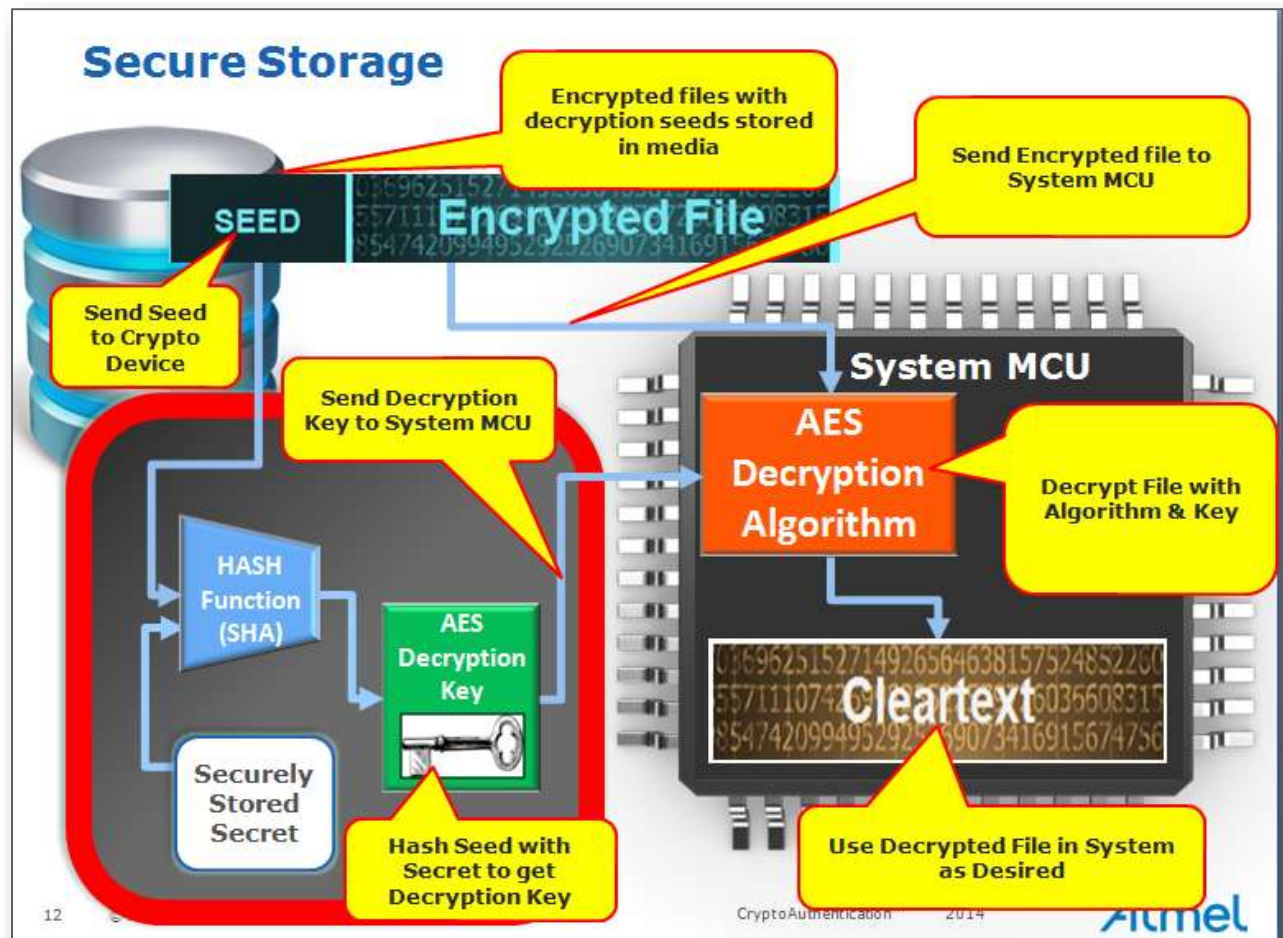 Secure Storage
Encrypted files with
decryption seeds stored
in media
Send Encrypted file to
System MCU
SEED
Encrypted File
Send Seed
to Crypto
Device
Send Decryption
Key to System MCU
System MCU
AES
Decryption
Algorithm
Decrypt File with
Algorithm & Key
HASH
Function
(SHA)
AES
Decryption
Key
Cleartext
Securely
Stored
Secret
Hash Seed with
Secret to get
Decryption Key
Use Decrypted File in System
as Desired
12 ©
CryptoAuthentication 2014
Atmel